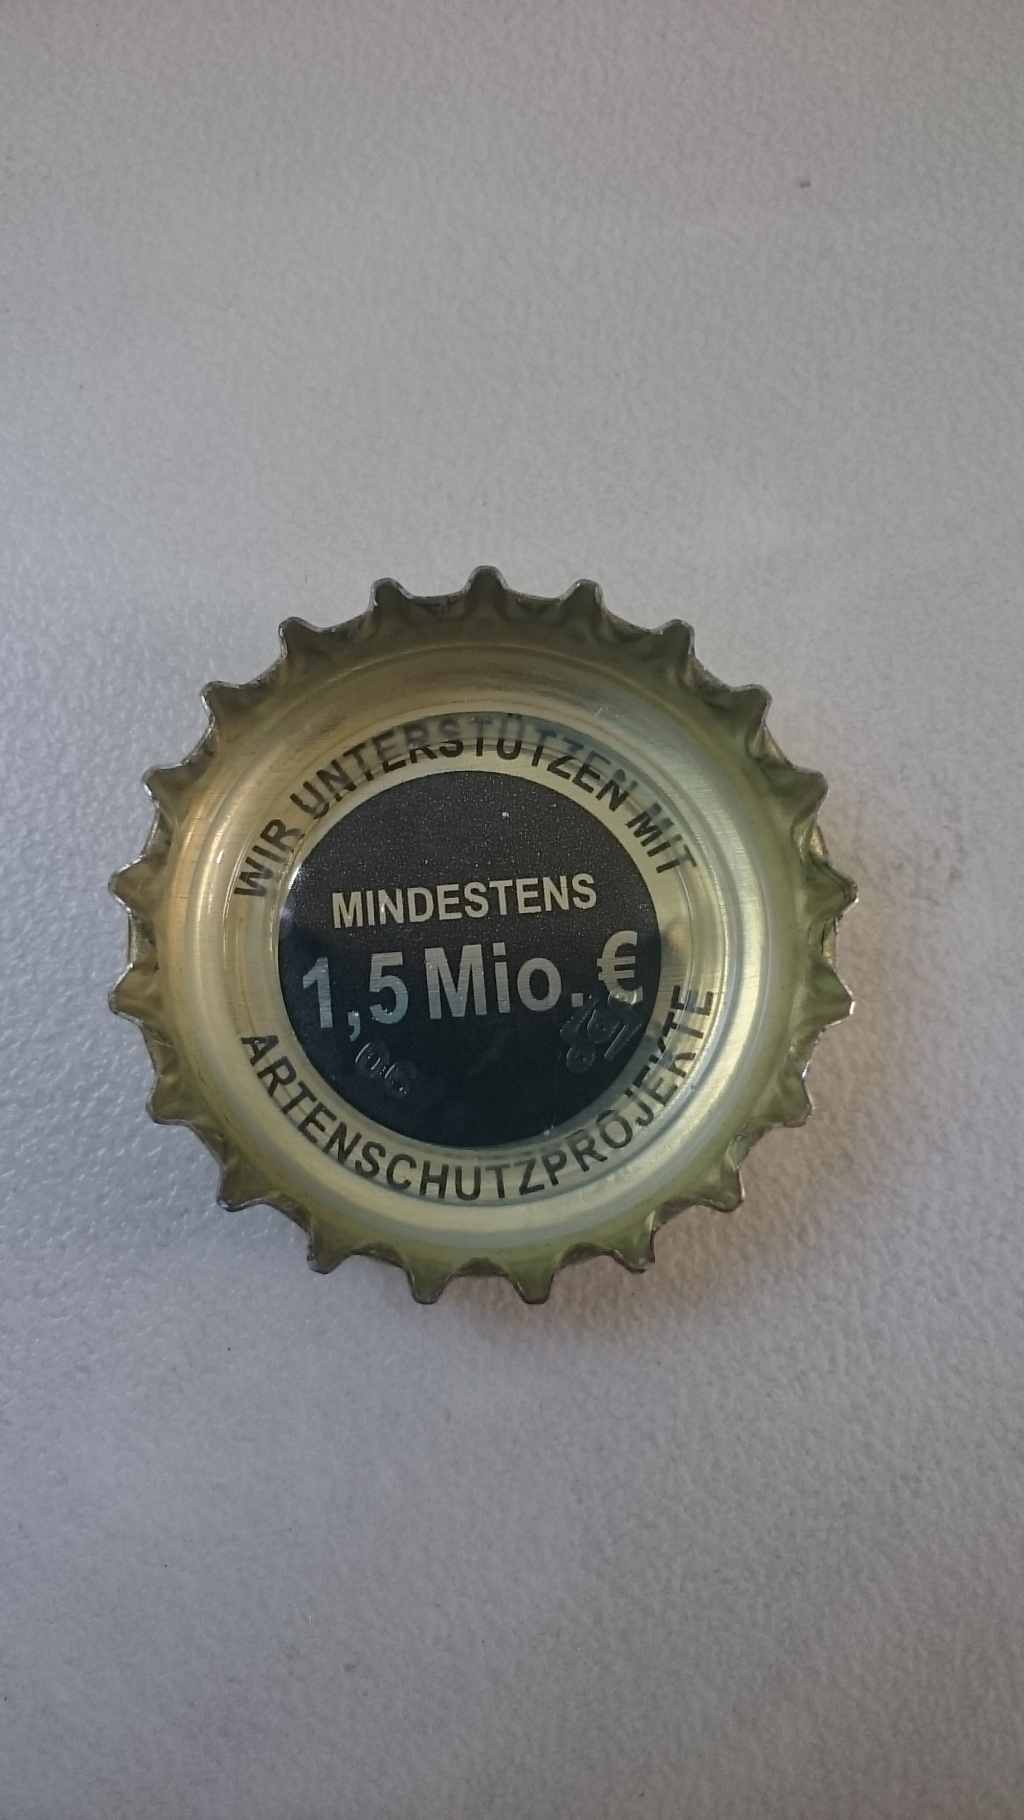 WIR UNTERSTÜTZEN MIT
MINDESTENS
1,5 Mio. €
ARTENSCHUTZPROJEKTE